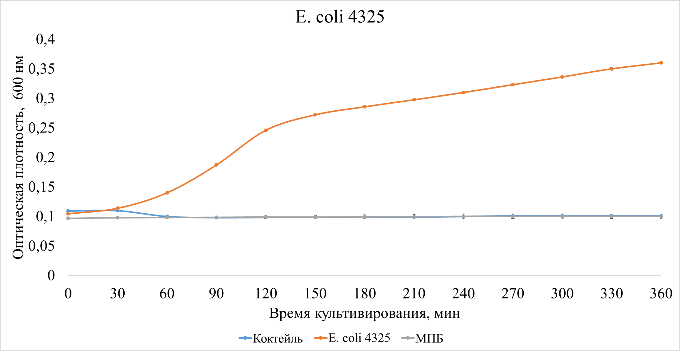 E. coli 4325
Оптическая плотность, 600 нм
0,4
0,35
0,3
0,25
0,2
0,15
0,1
0,05
0
0 30 60 90 120 150 180 210 240 270 300 330 360
Время культивирования, мин
Коктейль E. coli 4325 МПБ